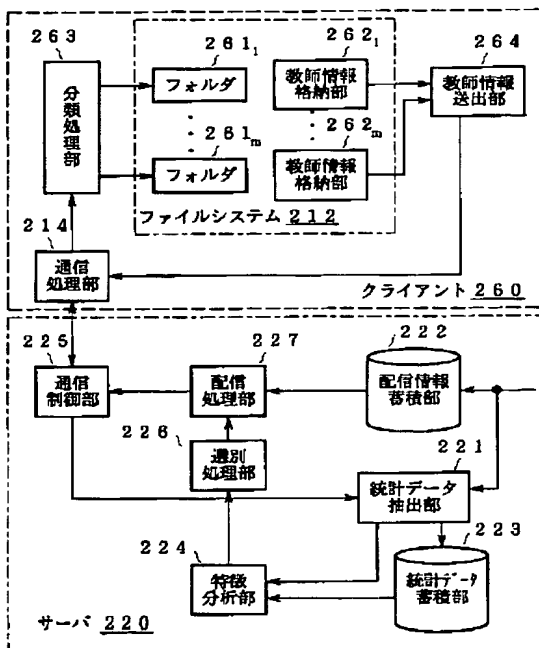 263
分類処理部
261₁
フォルダ
261m
フォルダ
262₁
教師情報
格納部
262m
教師情報
格納部
264
教師情報
送出部
ファイルシステム 212
214
通信
処理部
クライアント 260
225
通信
制御部
227
配信
処理部
222
配信情報
蓄積部
226
選別
処理部
221
統計データ
抽出部
224
特徴
分析部
223
統計データ
蓄積部
サーバ 220